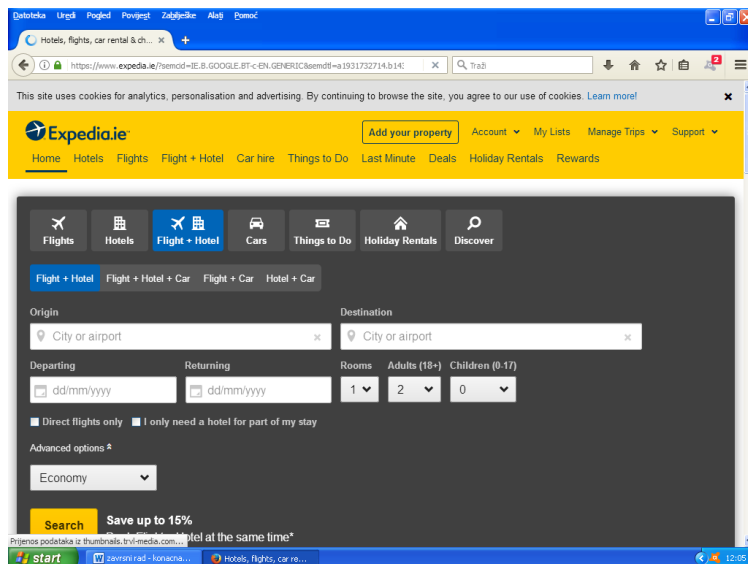 Datoteka Uredi Pogled Povijest Zabilješke Alati Pomoć
Hotels, flights, car rental & ch...
https://www.expedia.ie/?semcid=IE.B.GOOGLE.BT-c-EN.GENERIC&semdtl=a1931732714.b14
Traži
2
This site uses cookies for analytics, personalisation and advertising. By continuing to browse the site, you agree to our use of cookies. Learn more!
Expedia.ie
Add your property Account My Lists Manage Trips Support
Home Hotels Flights Flight + Hotel Car hire Things to Do Last Minute Deals Holiday Rentals Rewards
Flights Hotels Flight + Hotel Cars Things to Do Holiday Rentals Discover
Flight + Hotel Flight + Hotel + Car Flight + Car Hotel + Car
Origin Destination
City or airport City or airport
Departing Returning Rooms Adults (18+) Children (0-17)
dd/mm/yyyy dd/mm/yyyy 1 2 0
Direct flights only I only need a hotel for part of my stay
Advanced options
Economy
Search Save up to 15%
at the same time*
Prijenos podataka iz thumbnails.trvl-media.com...
start zavrsni rad - konacna... Hotels, flights, car re... 12:05